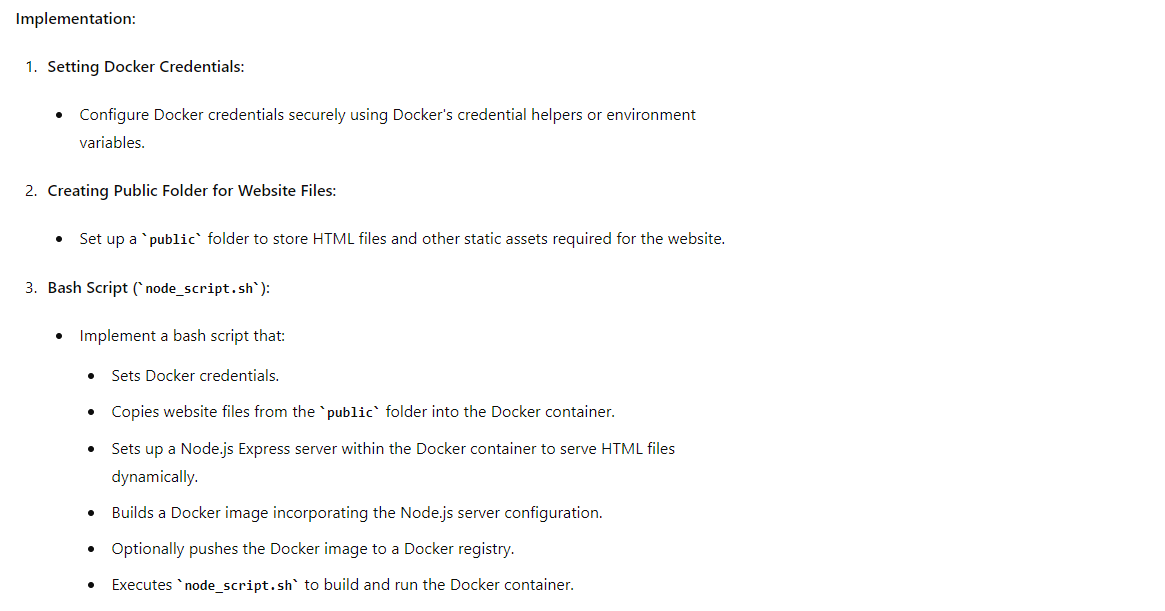 Implementation:
1. Setting Docker Credentials:
• Configure Docker credentials securely using Docker's credential helpers or environment
variables.
2. Creating Public Folder for Website Files:
• Set up a `public` folder to store HTML files and other static assets required for the website.
3. Bash Script (`node_script.sh`):
• Implement a bash script that:
• Sets Docker credentials.
• Copies website files from the `public` folder into the Docker container.
• Sets up a Node.js Express server within the Docker container to serve HTML files
dynamically.
• Builds a Docker image incorporating the Node.js server configuration.
• Optionally pushes the Docker image to a Docker registry.
• Executes `node_script.sh` to build and run the Docker container.